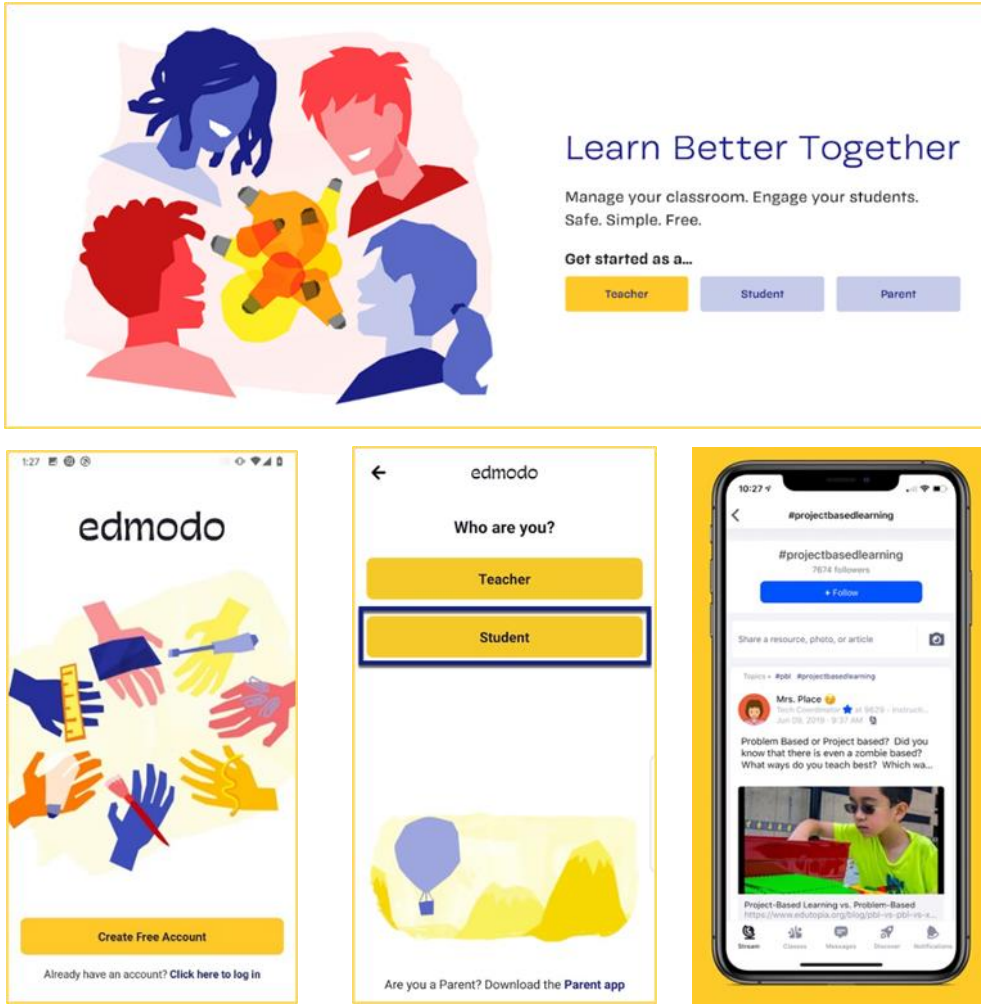 Learn Better Together
Manage your classroom. Engage your students.
Safe. Simple. Free.
Get started as a...
Teacher
Student
Parent
1:27
edmodo
Create Free Account
Already have an account? Click here to log in
edmodo
Who are you?
Teacher
Student
Are you a Parent? Download the Parent app
10:27
#projectbasedlearning
#projectbasedlearning
7674 followers
+ Follow
Share a resource, photo, or article
Topics • #pbl #projectbasedlearning
Mrs. Place
Tech Coordinator at 9829 - Instruct...
Jun 09, 2019 · 9:37 AM
Problem Based or Project based? Did you
know that there is even a zombie based?
What ways do you teach best? Which wa...
Project-Based Learning vs. Problem-Based
https://www.edutopia.org/blog/pbl-vs-pbl-vs-x...
Stream
Classes
Messages
Discover
Notifications